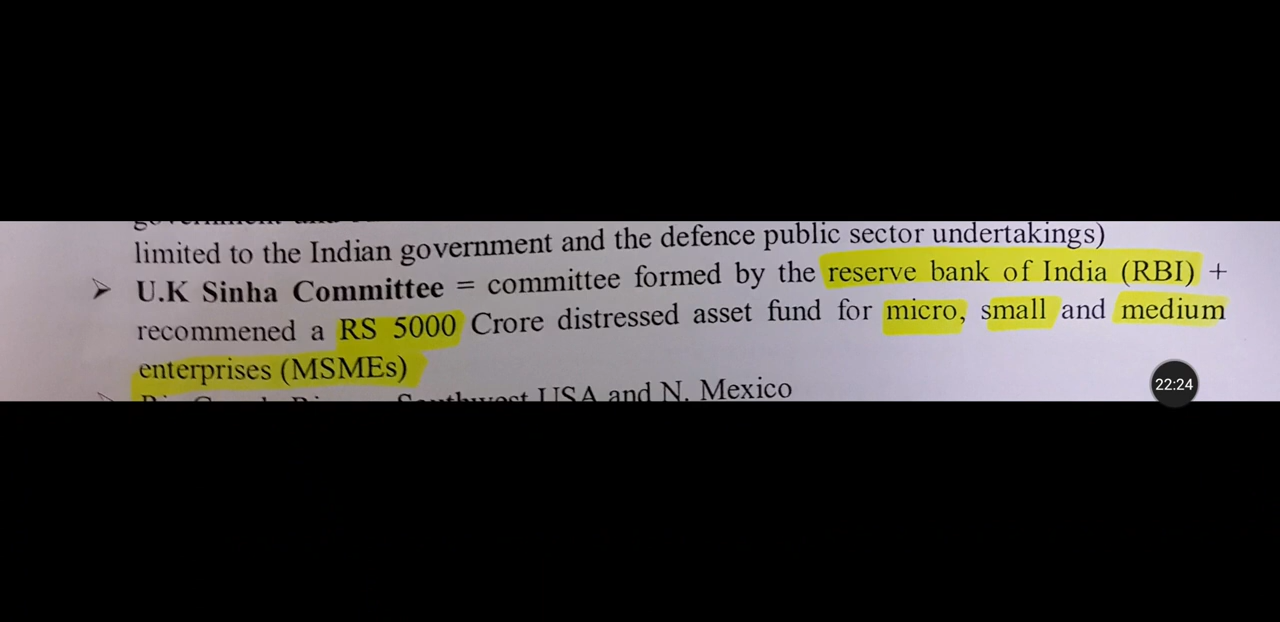 limited to the Indian government and the defence public sector undertakings)
➢ U.K Sinha Committee = committee formed by the reserve bank of India (RBI) +
recommened a RS 5000 Crore distressed asset fund for micro, small and medium
enterprises (MSMEs)
Southwest USA and N. Mexico
22:24